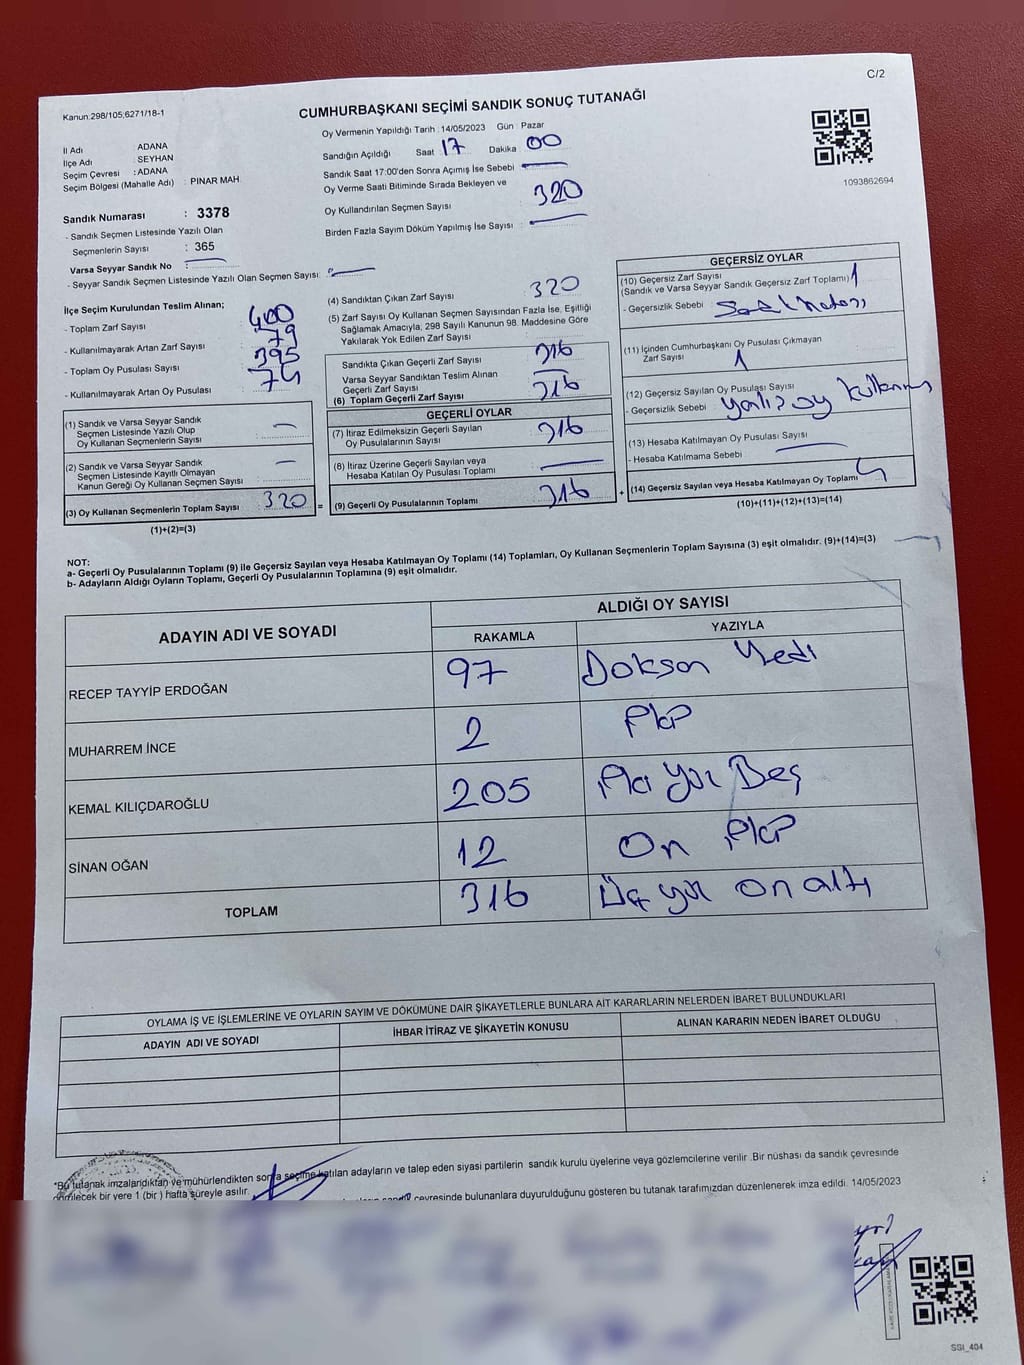 C/2
Kanun.298/105;6271/18-1
CUMHURBAŞKANI SEÇİMİ SANDIK SONUÇ TUTANAĞI
İl Adı : ADANA
İlçe Adı : SEYHAN
Seçim Çevresi : ADANA
Seçim Bölgesi (Mahalle Adı) : PINAR MAH.
Sandık Numarası : 3378
- Sandık Seçmen Listesinde Yazılı Olan
Seçmenlerin Sayısı : 365
Varsa Seyyar Sandık No :
- Seyyar Sandık Seçmen Listesinde Yazılı Olan Seçmen Sayısı:
Oy Vermenin Yapıldığı Tarih : 14/05/2023 Gün : Pazar
Sandığın Açıldığı Saat 17 Dakika 00
Sandık Saat 17:00'den Sonra Açımış İse Sebebi
Oy Verme Saati Bitiminde Sırada Bekleyen ve
Oy Kullandırılan Seçmen Sayısı 320
Birden Fazla Sayım Döküm Yapılmış İse Sayısı :
1093862694
İlçe Seçim Kurulundan Teslim Alınan;
- Toplam Zarf Sayısı 400
- Kullanılmayarak Artan Zarf Sayısı 79
- Toplam Oy Pusulası Sayısı 395
- Kullanılmayarak Artan Oy Pusulası 74
(1) Sandık ve Varsa Seyyar Sandık
Seçmen Listesinde Yazılı Olup
Oy Kullanan Seçmenlerin Sayısı :
(2) Sandık ve Varsa Seyyar Sandık
Seçmen Listesinde Kayıtlı Olmayan
Kanun Gereği Oy Kullanan Seçmen Sayısı :
(3) Oy Kullanan Seçmenlerin Toplam Sayısı 320
(1)+(2)=(3)
(4) Sandıktan Çıkan Zarf Sayısı 320
(5) Zarf Sayısı Oy Kullanan Seçmen Sayısından Fazla İse, Eşitliği
Sağlamak Amacıyla, 298 Sayılı Kanunun 98. Maddesine Göre
Yakılarak Yok Edilen Zarf Sayısı :
Sandıkta Çıkan Geçerli Zarf Sayısı 316
Varsa Seyyar Sandıktan Teslim Alınan
Geçerli Zarf Sayısı
(6) Toplam Geçerli Zarf Sayısı 316
GEÇERLİ OYLAR
(7) İtiraz Edilmeksizin Geçerli Sayılan
Oy Pusulalarının Sayısı 316
(8) İtiraz Üzerine Geçerli Sayılan veya
Hesaba Katılan Oy Pusulası Toplamı
= (9) Geçerli Oy Pusulalarının Toplamı 316
GEÇERSİZ OYLAR
(10) Geçersiz Zarf Sayısı
(Sandık ve Varsa Seyyar Sandık Geçersiz Zarf Toplamı) 1
- Geçersizlik Sebebi :
(11) İçinden Cumhurbaşkanı Oy Pusulası Çıkmayan
Zarf Sayısı 1
(12) Geçersiz Sayılan Oy Pusulası Sayısı
- Geçersizlik Sebebi yanlış oy kullanımı
(13) Hesaba Katılmayan Oy Pusulası Sayısı
- Hesaba Katılmama Sebebi :
+ (14) Geçersiz Sayılan veya Hesaba Katılmayan Oy Toplamı 4
(10)+(11)+(12)+(13)=(14)
NOT:
a- Geçerli Oy Pusulalarının Toplamı (9) ile Geçersiz Sayılan veya Hesaba Katılmayan Oy Toplamı (14) Toplamları, Oy Kullanan Seçmenlerin Toplam Sayısına (3) eşit olmalıdır. (9)+(14)=(3)
b- Adayların Aldığı Oyların Toplamı, Geçerli Oy Pusulalarının Toplamına (9) eşit olmalıdır.
ADAYIN ADI VE SOYADI ALDIĞI OY SAYISI
RAKAMLA YAZIYLA
RECEP TAYYİP ERDOĞAN 97 Doksan Yedi
MUHARREM İNCE 2 İki
KEMAL KILIÇDAROĞLU 205 İki Yüz Beş
SİNAN OĞAN 12 On İki
TOPLAM 316 Üç yüz on altı
OYLAMA İŞ VE İŞLEMLERİNE VE OYLARIN SAYIM VE DÖKÜMÜNE DAİR ŞİKAYETLERLE BUNLARA AİT KARARLARIN NELERDEN İBARET BULUNDUKLARI
ADAYIN ADI VE SOYADI İHBAR İTİRAZ VE ŞİKAYETİN KONUSU ALINAN KARARIN NEDEN İBARET OLDUĞU
*Bu tutanak imzalandıktan ve mühürlendikten sonra seçime katılan adayların ve talep eden siyasi partilerin sandık kurulu üyelerine veya gözlemcilerine verilir .Bir nüshası da sandık çevresinde
görülecek bir yere 1 (bir ) hafta süreyle asılır.
çevresinde bulunanlara duyurulduğunu gösteren bu tutanak tarafımızdan düzenlenerek imza edildi. 14/05/2023
SSI_404